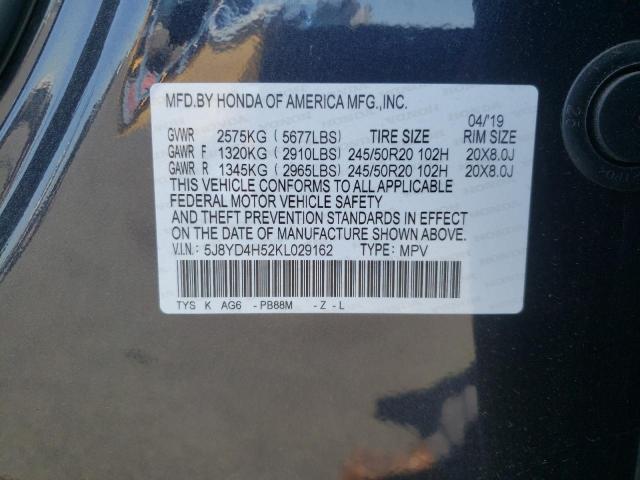 MFD.BY HONDA OF AMERICA MFG.,INC.
04/'19
GVWR 2575KG ( 5677LBS) TIRE SIZE RIM SIZE
GAWR F 1320KG ( 2910LBS) 245/50R20 102H 20X8.0J
GAWR R 1345KG ( 2965LBS) 245/50R20 102H 20X8.0J
THIS VEHICLE CONFORMS TO ALL APPLICABLE
FEDERAL MOTOR VEHICLE SAFETY
AND THEFT PREVENTION STANDARDS IN EFFECT
ON THE DATE OF MANUFACTURE SHOWN ABOVE.
V.I.N: 5J8YD4H52KL029162 TYPE: MPV
TYS K AG6 -PB88M -Z -L